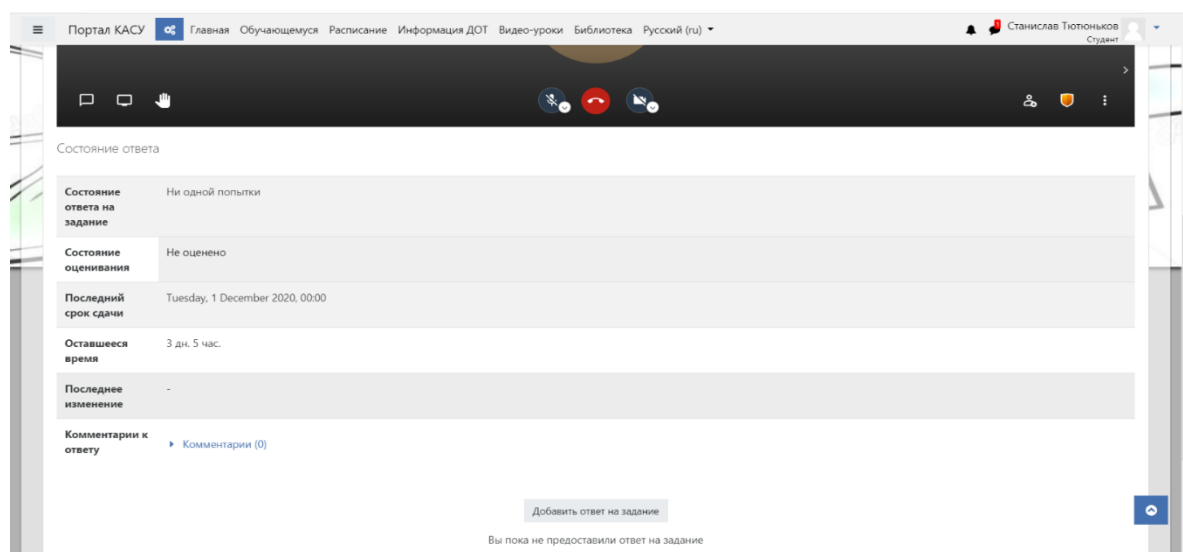 Портал КАСУ Главная Обучающемуся Расписание Информация ДОТ Видео-уроки Библиотека Русский (ru) Станислав Тютюньков
Студент
Состояние ответа
Состояние ответа на задание Ни одной попытки
Состояние оценивания Не оценено
Последний срок сдачи Tuesday, 1 December 2020, 00:00
Оставшееся время 3 дн. 5 час.
Последнее изменение -
Комментарии к ответу Комментарии (0)
Добавить ответ на задание
Вы пока не предоставили ответ на задание